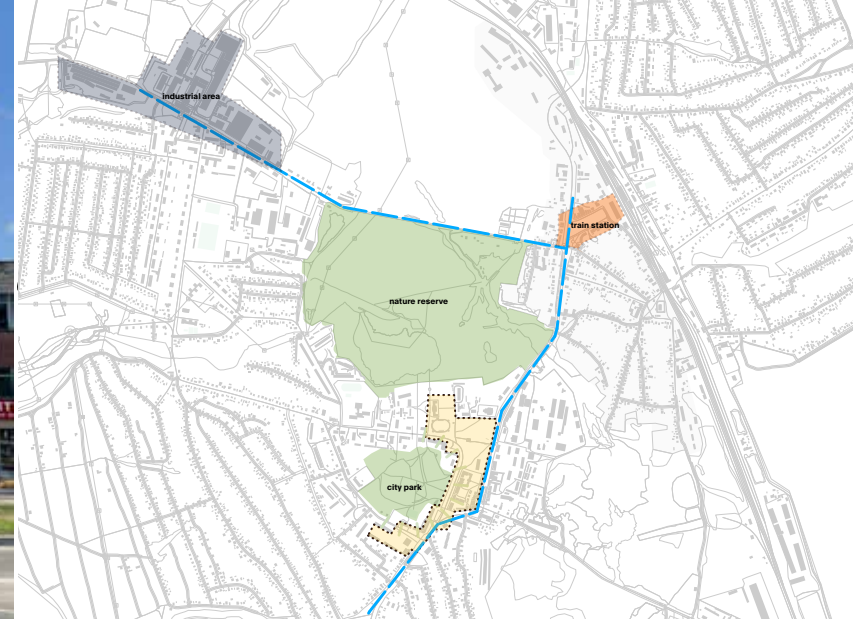 industrial area
train station
nature reserve
city park